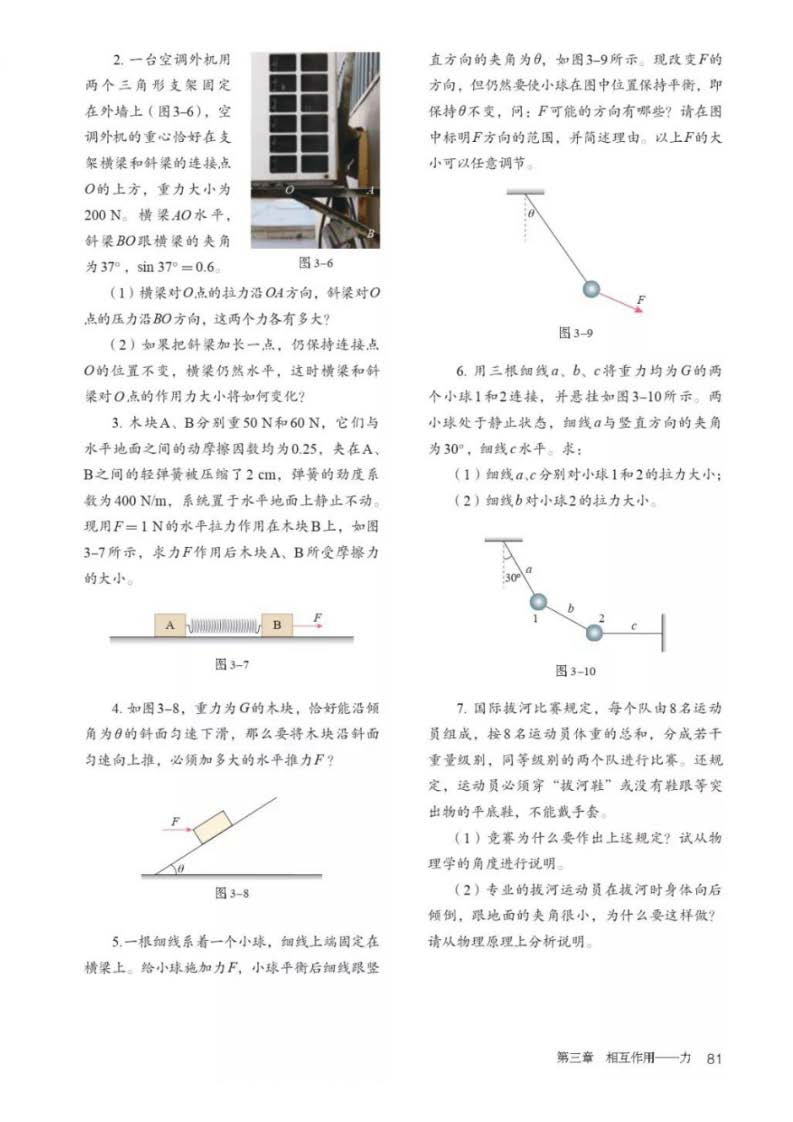 2. 一台空调外机用
两个三角形支架固定
在外墙上（图3-6），空
调外机的重心恰好在支
架横梁和斜梁的连接点
O的上方，重力大小为
200 N。横梁AO水平，
斜梁BO跟横梁的夹角
为37°，sin 37°＝0.6。
O
A
B
图 3-6
（1）横梁对O点的拉力沿OA方向，斜梁对O
点的压力沿BO方向，这两个力各有多大？
（2）如果把斜梁加长一点，仍保持连接点
O的位置不变，横梁仍然水平，这时横梁和斜
梁对O点的作用力大小将如何变化？
3. 木块A、B分别重50 N和60 N，它们与
水平地面之间的动摩擦因数均为0.25，夹在A、
B之间的轻弹簧被压缩了2 cm，弹簧的劲度系
数为400 N/m，系统置于水平地面上静止不动。
现用F＝1 N的水平拉力作用在木块B上，如图
3-7所示，求力F作用后木块A、B所受摩擦力
的大小。
A
B
F
图 3-7
4. 如图3-8，重力为G的木块，恰好能沿倾
角为θ的斜面匀速下滑，那么要将木块沿斜面
匀速向上推，必须加多大的水平推力F？
F
θ
图 3-8
5.一根细线系着一个小球，细线上端固定在
横梁上。给小球施加力F，小球平衡后细线跟竖
直方向的夹角为θ，如图3-9所示。现改变F的
方向，但仍然要使小球在图中位置保持平衡，即
保持θ不变，问：F可能的方向有哪些？请在图
中标明F方向的范围，并简述理由。以上F的大
小可以任意调节。
θ
F
图 3-9
6. 用三根细线a、b、c将重力均为G的两
个小球1和2连接，并悬挂如图3-10所示。两
小球处于静止状态，细线a与竖直方向的夹角
为30°，细线c水平。求：
（1）细线a、c分别对小球1和2的拉力大小；
（2）细线b对小球2的拉力大小。
30°
a
1
b
2
c
图 3-10
7. 国际拔河比赛规定，每个队由8名运动
员组成，按8名运动员体重的总和，分成若干
重量级别，同等级别的两个队进行比赛。还规
定，运动员必须穿“拔河鞋”或没有鞋跟等突
出物的平底鞋，不能戴手套。
（1）竞赛为什么要作出上述规定？试从物
理学的角度进行说明。
（2）专业的拔河运动员在拔河时身体向后
倾倒，跟地面的夹角很小，为什么要这样做？
请从物理原理上分析说明。
第三章 相互作用——力 81